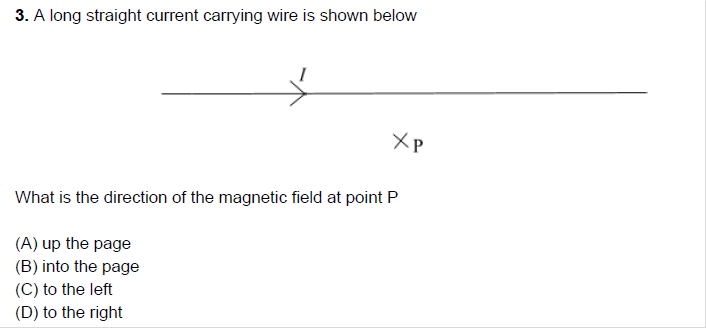 3. A long straight current carrying wire is shown below
I
P
What is the direction of the magnetic field at point P
(A) up the page
(B) into the page
(C) to the left
(D) to the right